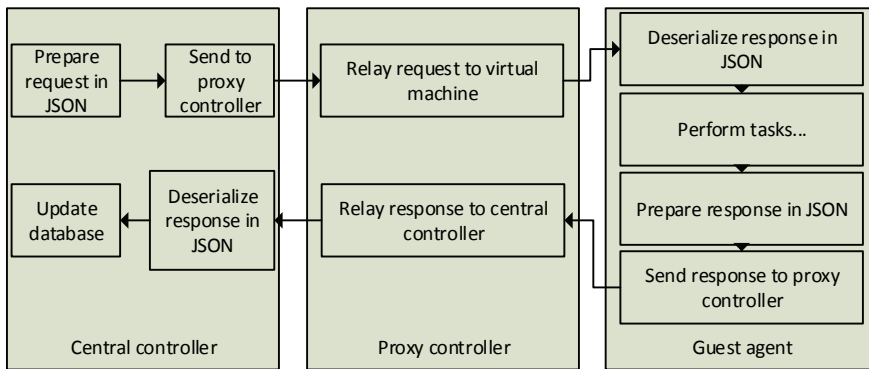 Prepare
request in
JSON
Send to
proxy
controller
Relay request to virtual
machine
Deserialize response in
JSON
Perform tasks...
Prepare response in JSON
Send response to proxy
controller
Relay response to central
controller
Deserialize
response in
JSON
Update
database
Central controller
Proxy controller
Guest agent